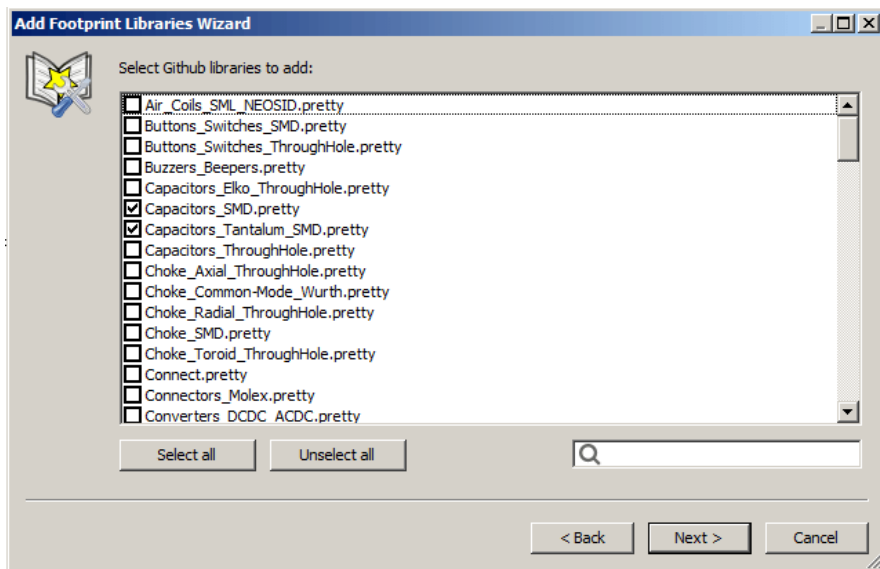 Add Footprint Libraries Wizard
Select Github libraries to add:
Air_Coils_SML_NEOSID.pretty
Buttons_Switches_SMD.pretty
Buttons_Switches_ThroughHole.pretty
Buzzers_Beepers.pretty
Capacitors_Elko_ThroughHole.pretty
Capacitors_SMD.pretty
Capacitors_Tantalum_SMD.pretty
Capacitors_ThroughHole.pretty
Choke_Axial_ThroughHole.pretty
Choke_Common-Mode_Wurth.pretty
Choke_Radial_ThroughHole.pretty
Choke_SMD.pretty
Choke_Toroid_ThroughHole.pretty
Connect.pretty
Connectors_Molex.pretty
Converters_DCDC_ACDC.pretty
Select all Unselect all
< Back Next > Cancel